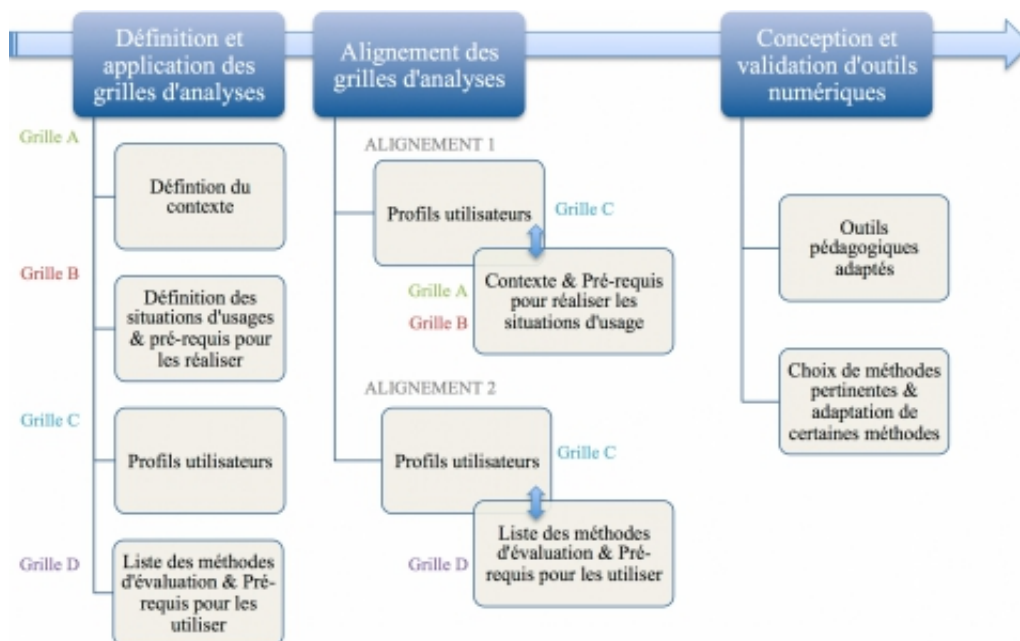 Définition et
application des
grilles d'analyses
Grille A
Défintion du
contexte
Grille B
Définition des
situations d'usages
& pré-requis pour
les réaliser
Grille C
Profils utilisateurs
Grille D
Liste des méthodes
d'évaluation & Pré-
requis pour les
utiliser
Alignement des
grilles d'analyses
ALIGNEMENT 1
Profils utilisateurs
Grille C
Grille A
Grille B
Contexte & Pré-requis
pour réaliser les
situations d'usage
ALIGNEMENT 2
Profils utilisateurs
Grille C
Grille D
Liste des méthodes
d'évaluation & Pré-
requis pour les utiliser
Conception et
validation d'outils
numériques
Outils
pédagogiques
adaptés
Choix de méthodes
pertinentes &
adaptation de
certaines méthodes